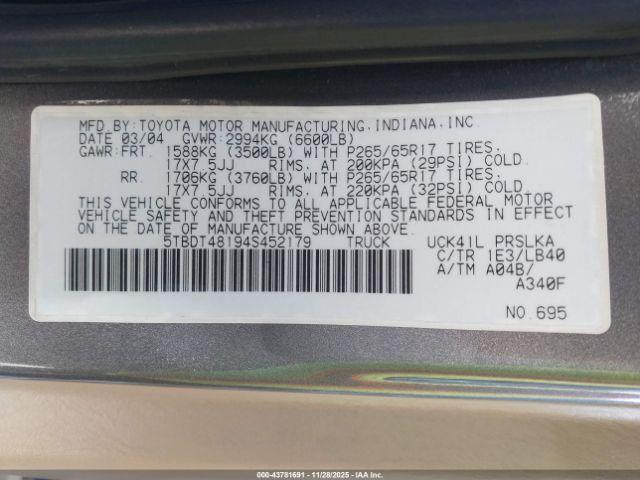 MFD.BY:TOYOTA MOTOR MANUFACTURING,INDIANA,INC.
DATE 03/04 GVWR:2994KG (6600LB)
GAWR:FRT. 1588KG (3500LB) WITH P265/65R17 TIRES,
17X7.5JJ RIMS, AT 200KPA (29PSI) COLD.
RR. 1706KG (3760LB) WITH P265/65R17 TIRES,
17X7.5JJ RIMS, AT 220KPA (32PSI) COLD.
THIS VEHICLE CONFORMS TO ALL APPLICABLE FEDERAL MOTOR
VEHICLE SAFETY AND THEFT PREVENTION STANDARDS IN EFFECT
ON THE DATE OF MANUFACTURE SHOWN ABOVE.
5TBDT48194S452179 TRUCK UCK41L PRSLKA
C/TR 1E3/LB40
A/TM A04B/
A340F
NO.695
000-43781691 - 11/28/2025 - IAAI.COM